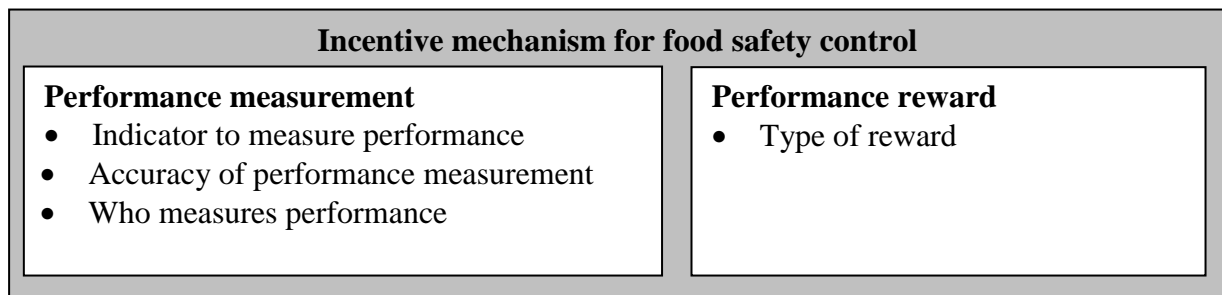 Incentive mechanism for food safety control
Performance measurement
• Indicator to measure performance
• Accuracy of performance measurement
• Who measures performance
Performance reward
• Type of reward